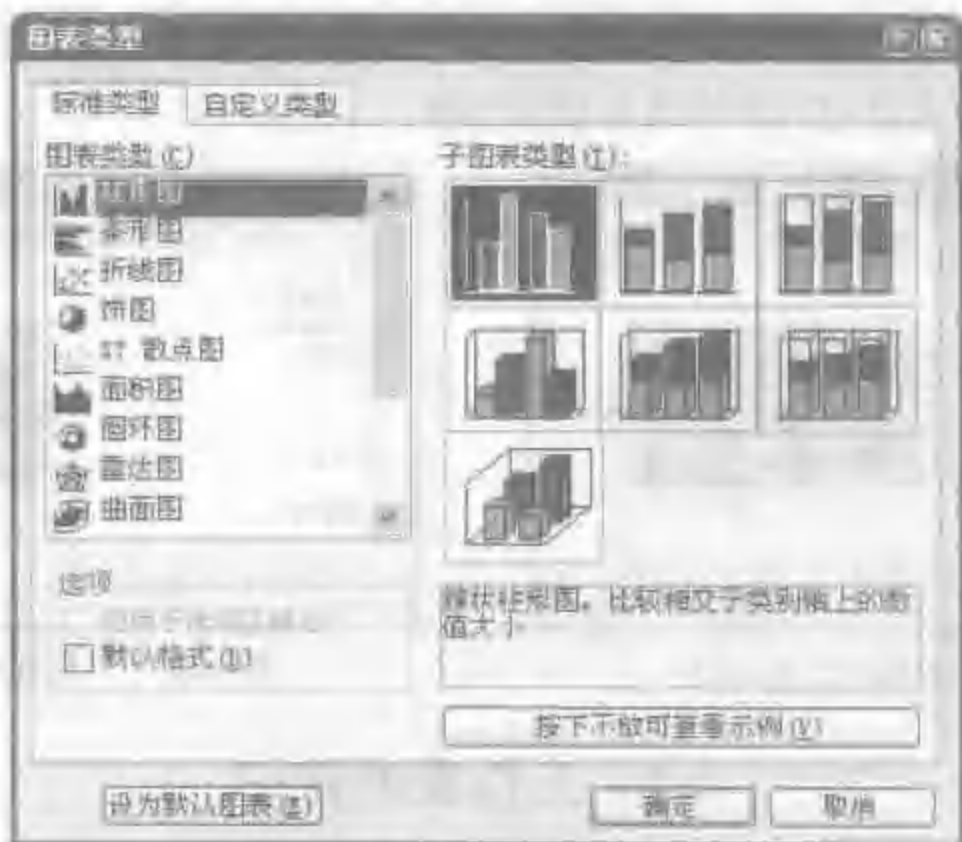 图表类型
标准类型 自定义类型
图表类型(C)
柱形图
条形图
折线图
饼图
XY 散点图
面积图
圆环图
雷达图
曲面图
子图表类型(T):
选项
默认格式
簇状柱形图。比较相交于类别轴上的数
值大小
按下不放可查看示例(V)
设为默认图表(E)
确定
取消